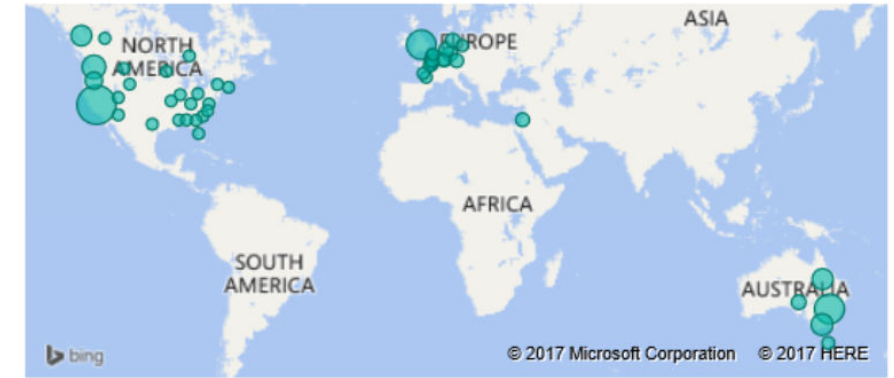 ASIA
NORTH
AMERICA
EUROPE
AFRICA
SOUTH
AMERICA
AUSTRALIA
bing
© 2017 Microsoft Corporation © 2017 HERE